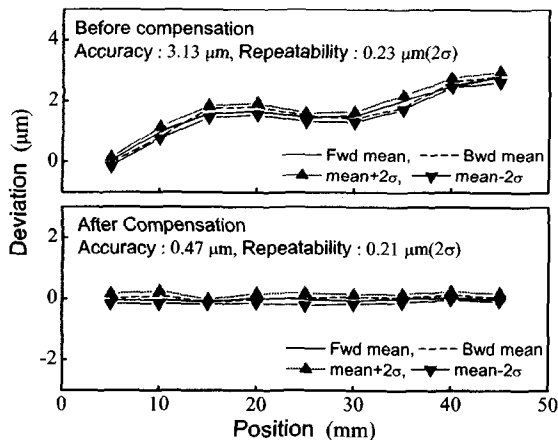 4
2
0
Before compensation
Accuracy : 3.13 μm, Repeatability : 0.23 μm(2σ)
Fwd mean, Bwd mean
mean+2σ, mean-2σ
Deviation (μm)
2
0
-2
After Compensation
Accuracy : 0.47 μm, Repeatability : 0.21 μm(2σ)
Fwd mean, Bwd mean
mean+2σ, mean-2σ
0 10 20 30 40 50
Position (mm)